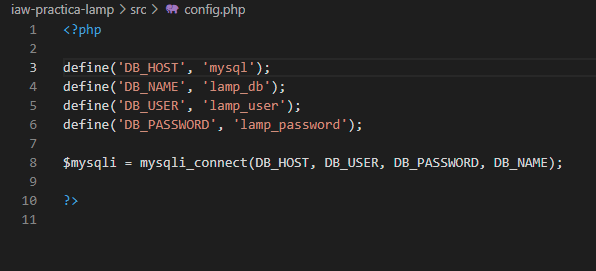 iaw-practica-lamp > src > config.php
1 <?php
2
3 define('DB_HOST', 'mysql');
4 define('DB_NAME', 'lamp_db');
5 define('DB_USER', 'lamp_user');
6 define('DB_PASSWORD', 'lamp_password');
7
8 $mysqli = mysqli_connect(DB_HOST, DB_USER, DB_PASSWORD, DB_NAME);
9
10 ?>
11